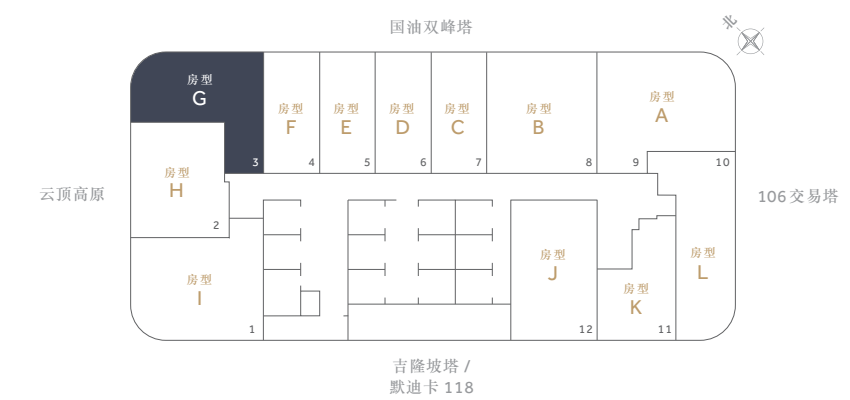 国油双峰塔
北
房型
G
3
房型
F
4
房型
E
5
房型
D
6
房型
C
7
房型
B
8
房型
A
9
10
云顶高原
房型
H
2
106交易塔
房型
I
1
房型
J
12
房型
K
11
房型
L
吉隆坡塔 /
默迪卡 118